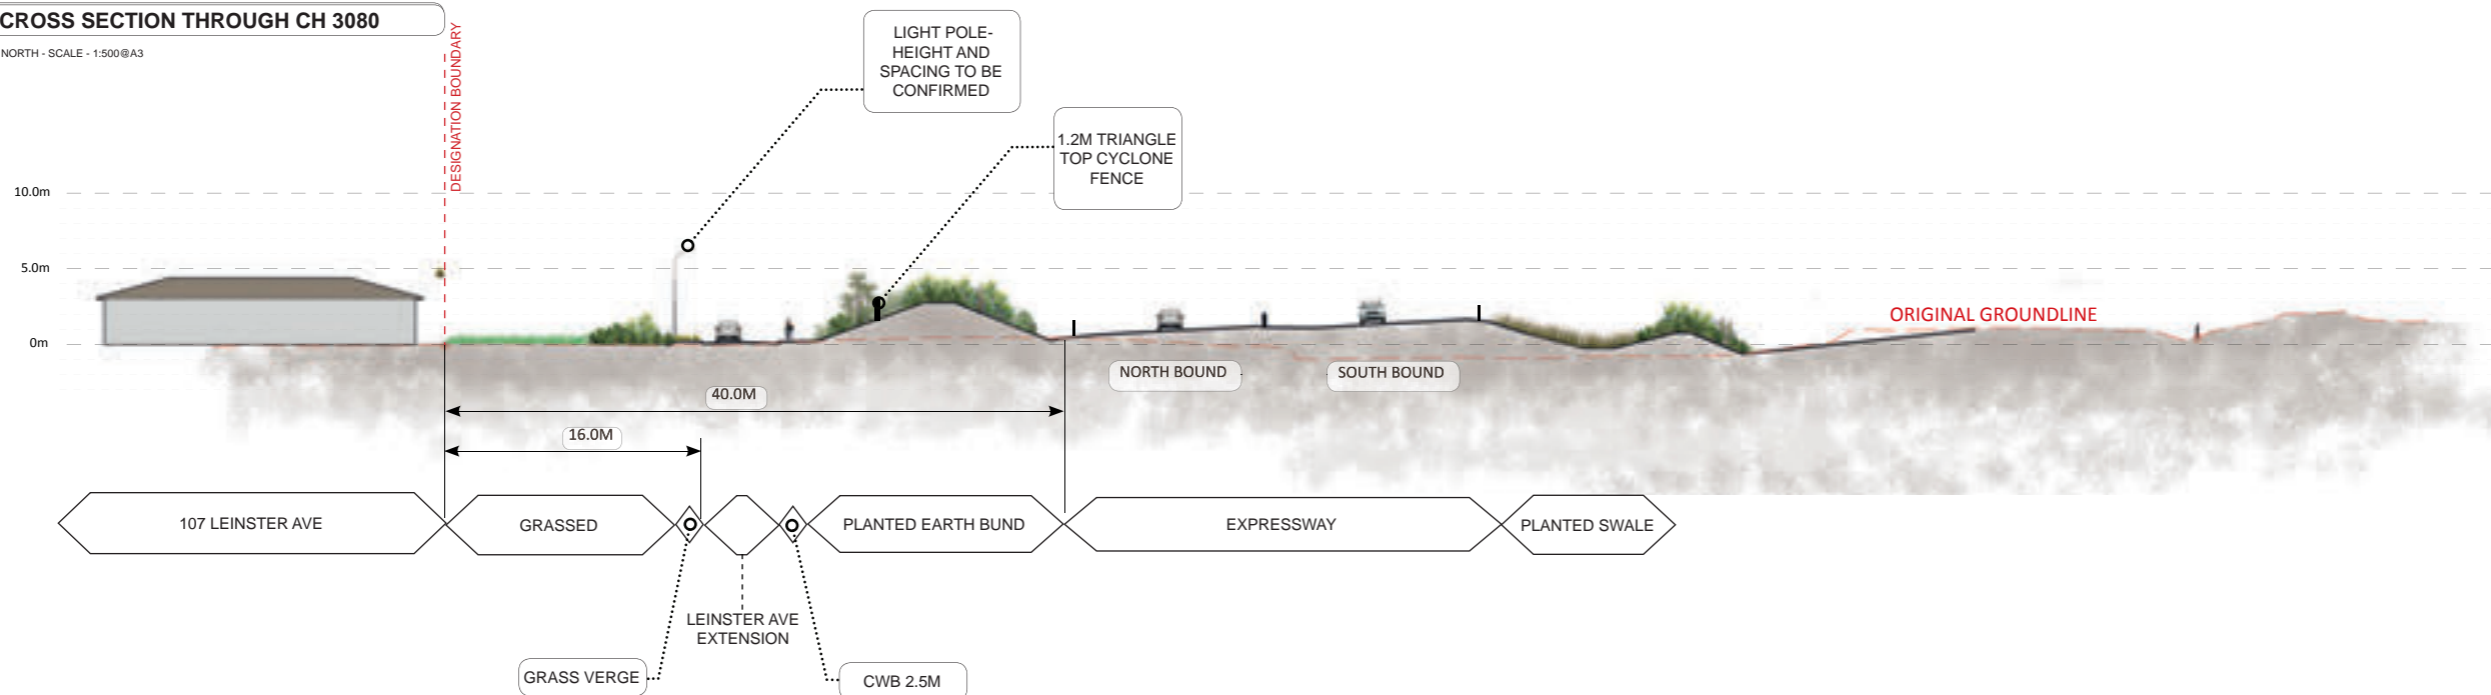 CROSS SECTION THROUGH CH 3080
NORTH - SCALE - 1:500@A3
DESIGNATION BOUNDARY
LIGHT POLE-
HEIGHT AND
SPACING TO BE
CONFIRMED
1.2M TRIANGLE
TOP CYCLONE
FENCE
10.0m
5.0m
0m
ORIGINAL GROUNDLINE
NORTH BOUND
SOUTH BOUND
40.0M
16.0M
107 LEINSTER AVE
GRASSED
PLANTED EARTH BUND
EXPRESSWAY
PLANTED SWALE
LEINSTER AVE
EXTENSION
GRASS VERGE
CWB 2.5M